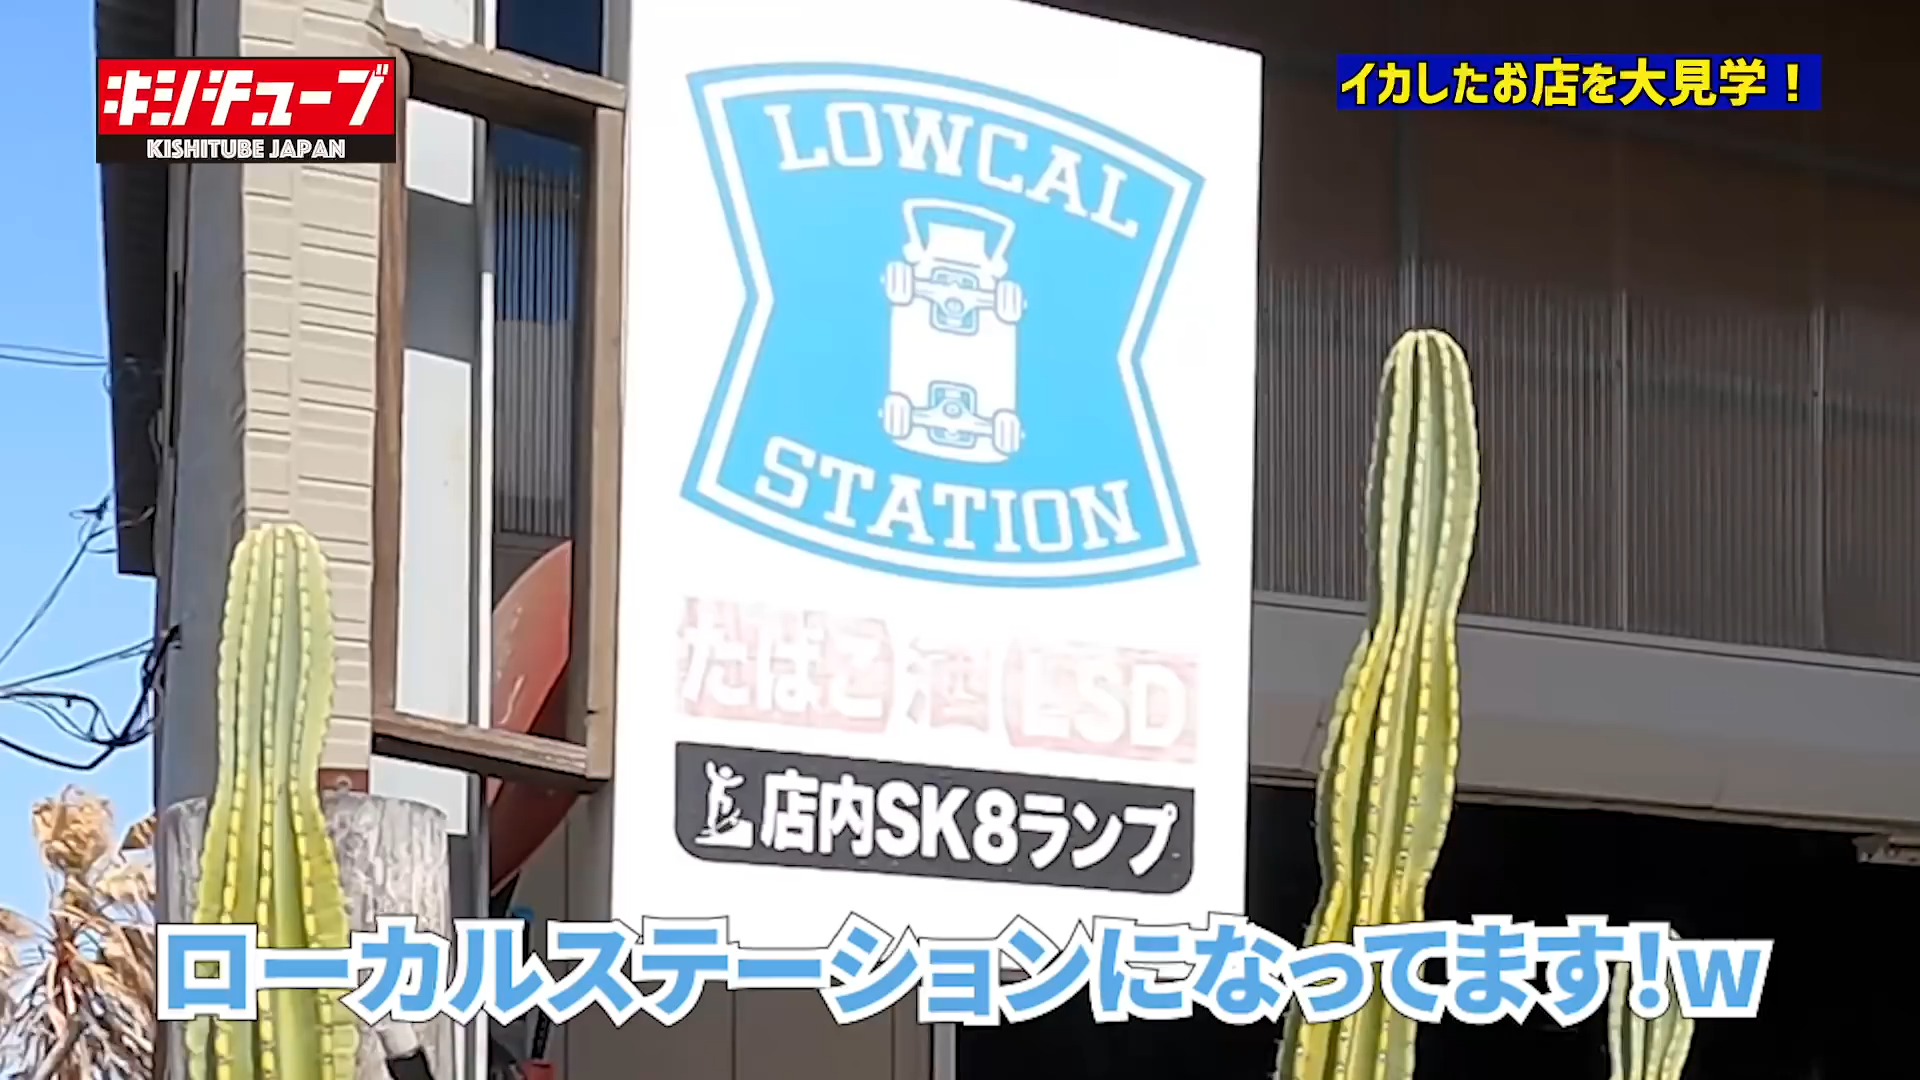 キシチューブ
KISHITUBE JAPAN
イカしたお店を大見学！
LOWCAL
STATION
たばこ 酒 LSD
店内SK8ランプ
ローカルステーションになってます！w